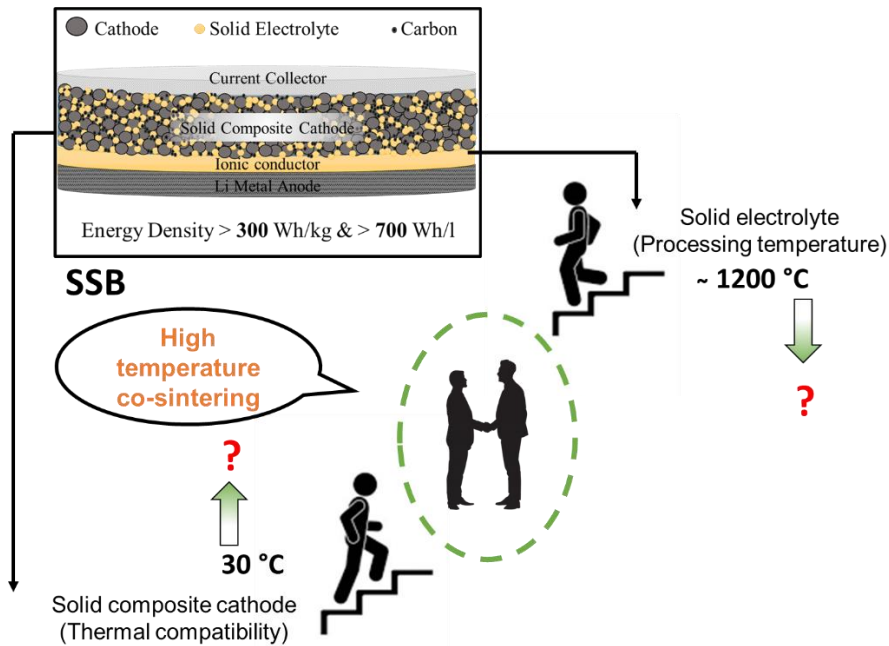 Cathode Solid Electrolyte Carbon
Current Collector
Solid Composite Cathode
Ionic conductor
Li Metal Anode
Energy Density > 300 Wh/kg & > 700 Wh/l
SSB
High
temperature
co-sintering
?
30 °C
Solid composite cathode
(Thermal compatibility)
Solid electrolyte
(Processing temperature)
~ 1200 °C
?